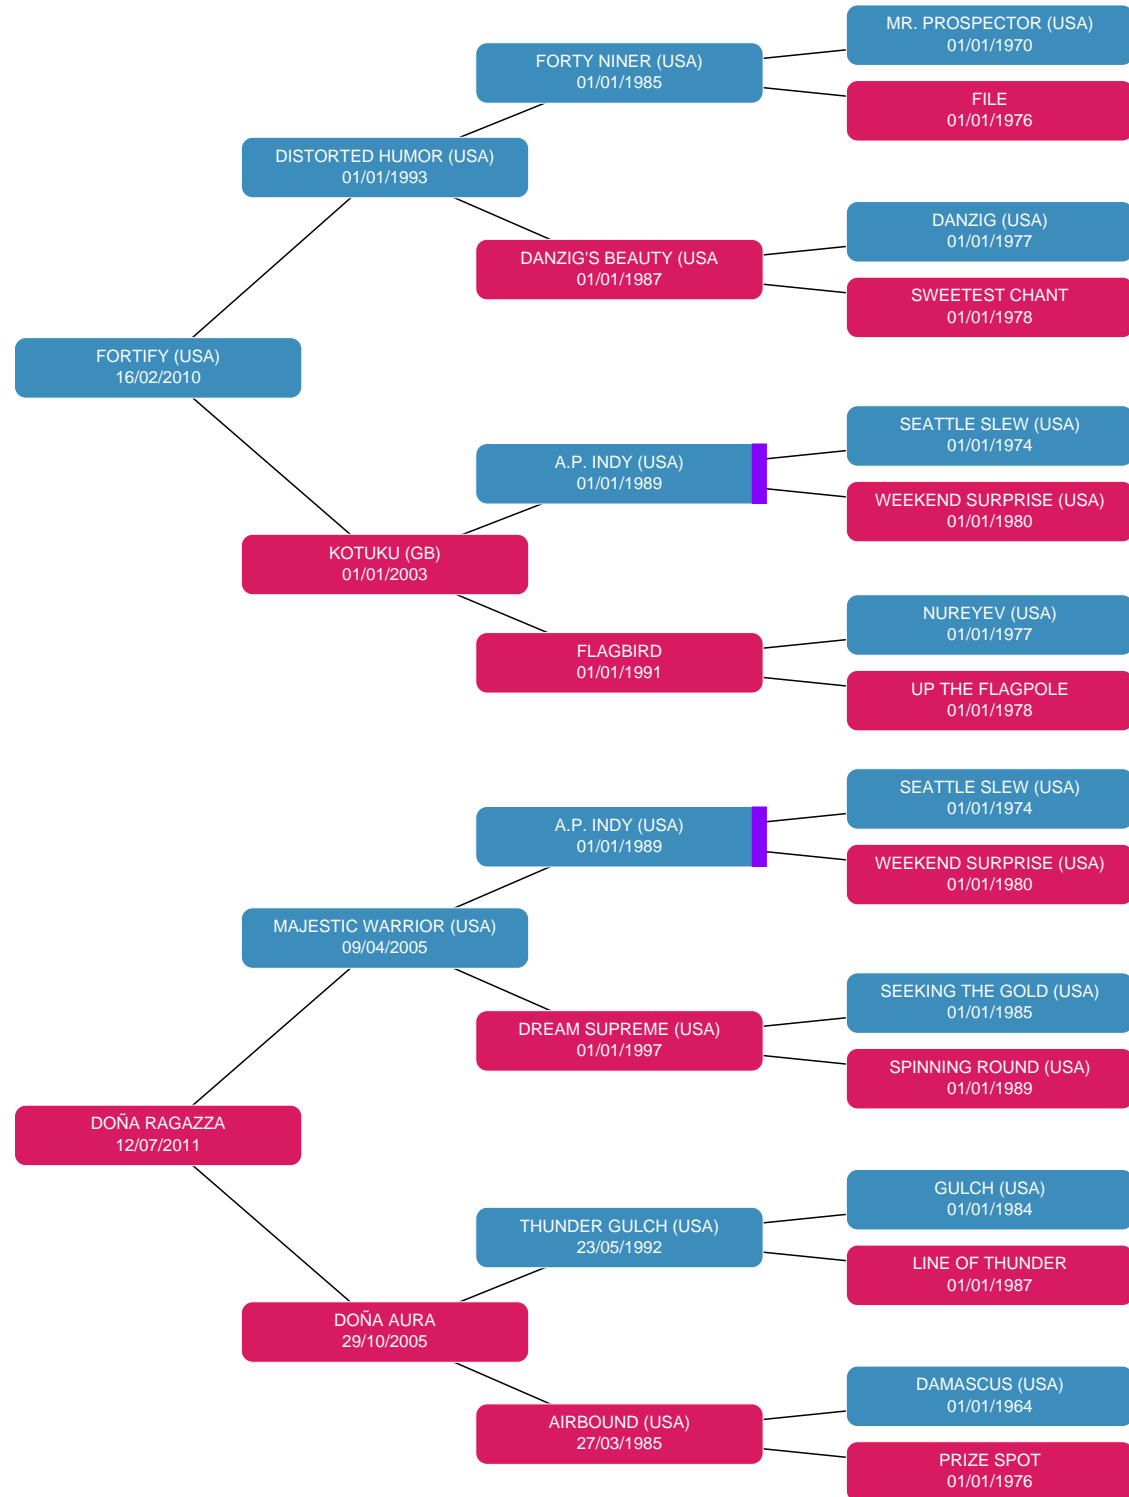 MR. PROSPECTOR (USA)
01/01/1970
FORTY NINER (USA)
01/01/1985
FILE
01/01/1976
DISTORTED HUMOR (USA)
01/01/1993
DANZIG (USA)
01/01/1977
DANZIG'S BEAUTY (USA
01/01/1987
SWEETEST CHANT
01/01/1978
FORTIFY (USA)
16/02/2010
SEATTLE SLEW (USA)
01/01/1974
A.P. INDY (USA)
01/01/1989
WEEKEND SURPRISE (USA)
01/01/1980
KOTUKU (GB)
01/01/2003
NUREYEV (USA)
01/01/1977
FLAGBIRD
01/01/1991
UP THE FLAGPOLE
01/01/1978
SEATTLE SLEW (USA)
01/01/1974
A.P. INDY (USA)
01/01/1989
WEEKEND SURPRISE (USA)
01/01/1980
MAJESTIC WARRIOR (USA)
09/04/2005
SEEKING THE GOLD (USA)
01/01/1985
DREAM SUPREME (USA)
01/01/1997
SPINNING ROUND (USA)
01/01/1989
DOÑA RAGAZZA
12/07/2011
GULCH (USA)
01/01/1984
THUNDER GULCH (USA)
23/05/1992
LINE OF THUNDER
01/01/1987
DOÑA AURA
29/10/2005
DAMASCUS (USA)
01/01/1964
AIRBOUND (USA)
27/03/1985
PRIZE SPOT
01/01/1976